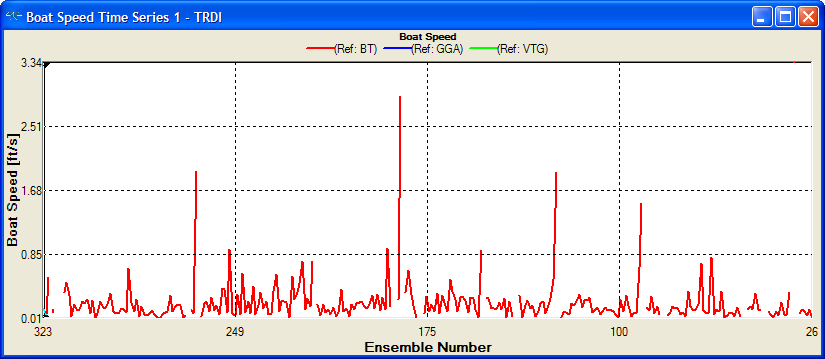 Boat Speed Time Series 1 - TRDI
Boat Speed
(Ref: BT) (Ref: GGA) (Ref: VTG)
3.34
2.51
1.68
0.85
0.01
Boat Speed [ft/s]
323 249 175 100 26
Ensemble Number